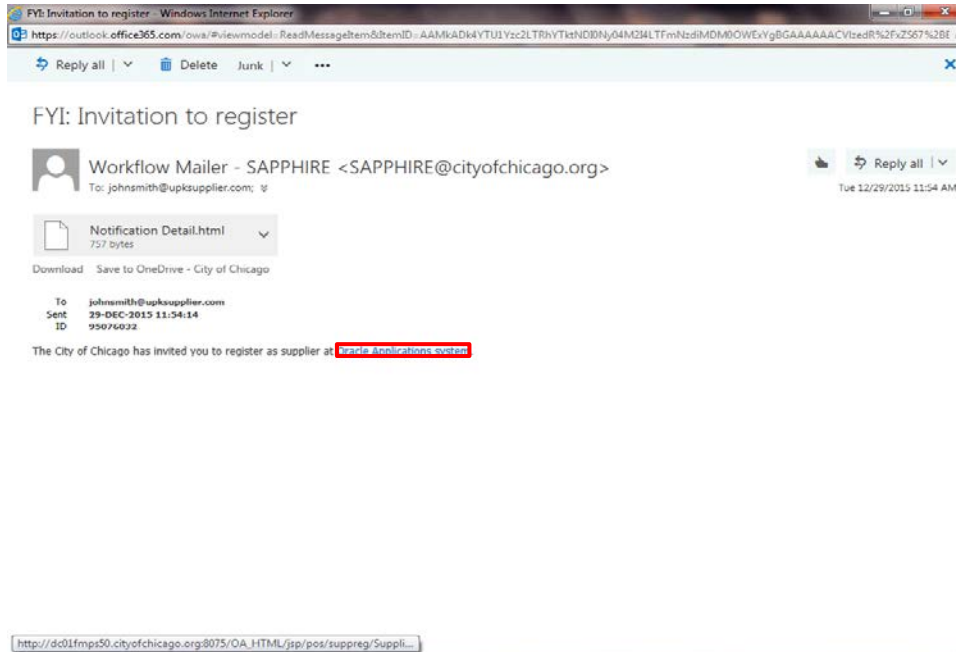 FYI: Invitation to register - Windows Internet Explorer
https://outlook.office365.com/owa/#viewmodel=ReadMessageItem&ItemID=
Reply all | Delete Junk | ...
FYI: Invitation to register
Workflow Mailer - SAPPHIRE <SAPPHIRE@cityofchicago.org>
Reply all |
To: johnsmith@upksupplier.com;
Tue 12/29/2015 11:54 AM
Notification Detail.html
757 bytes
Download Save to OneDrive - City of Chicago
To johnsmith@upksupplier.com
Sent 29-DEC-2015 11:54:14
ID 95076032
The City of Chicago has invited you to register as supplier at Oracle Applications system.
http://dc01fmps50.cityofchicago.org:8075/OA_HTML/jsp/pos/suppreg/Suppli...